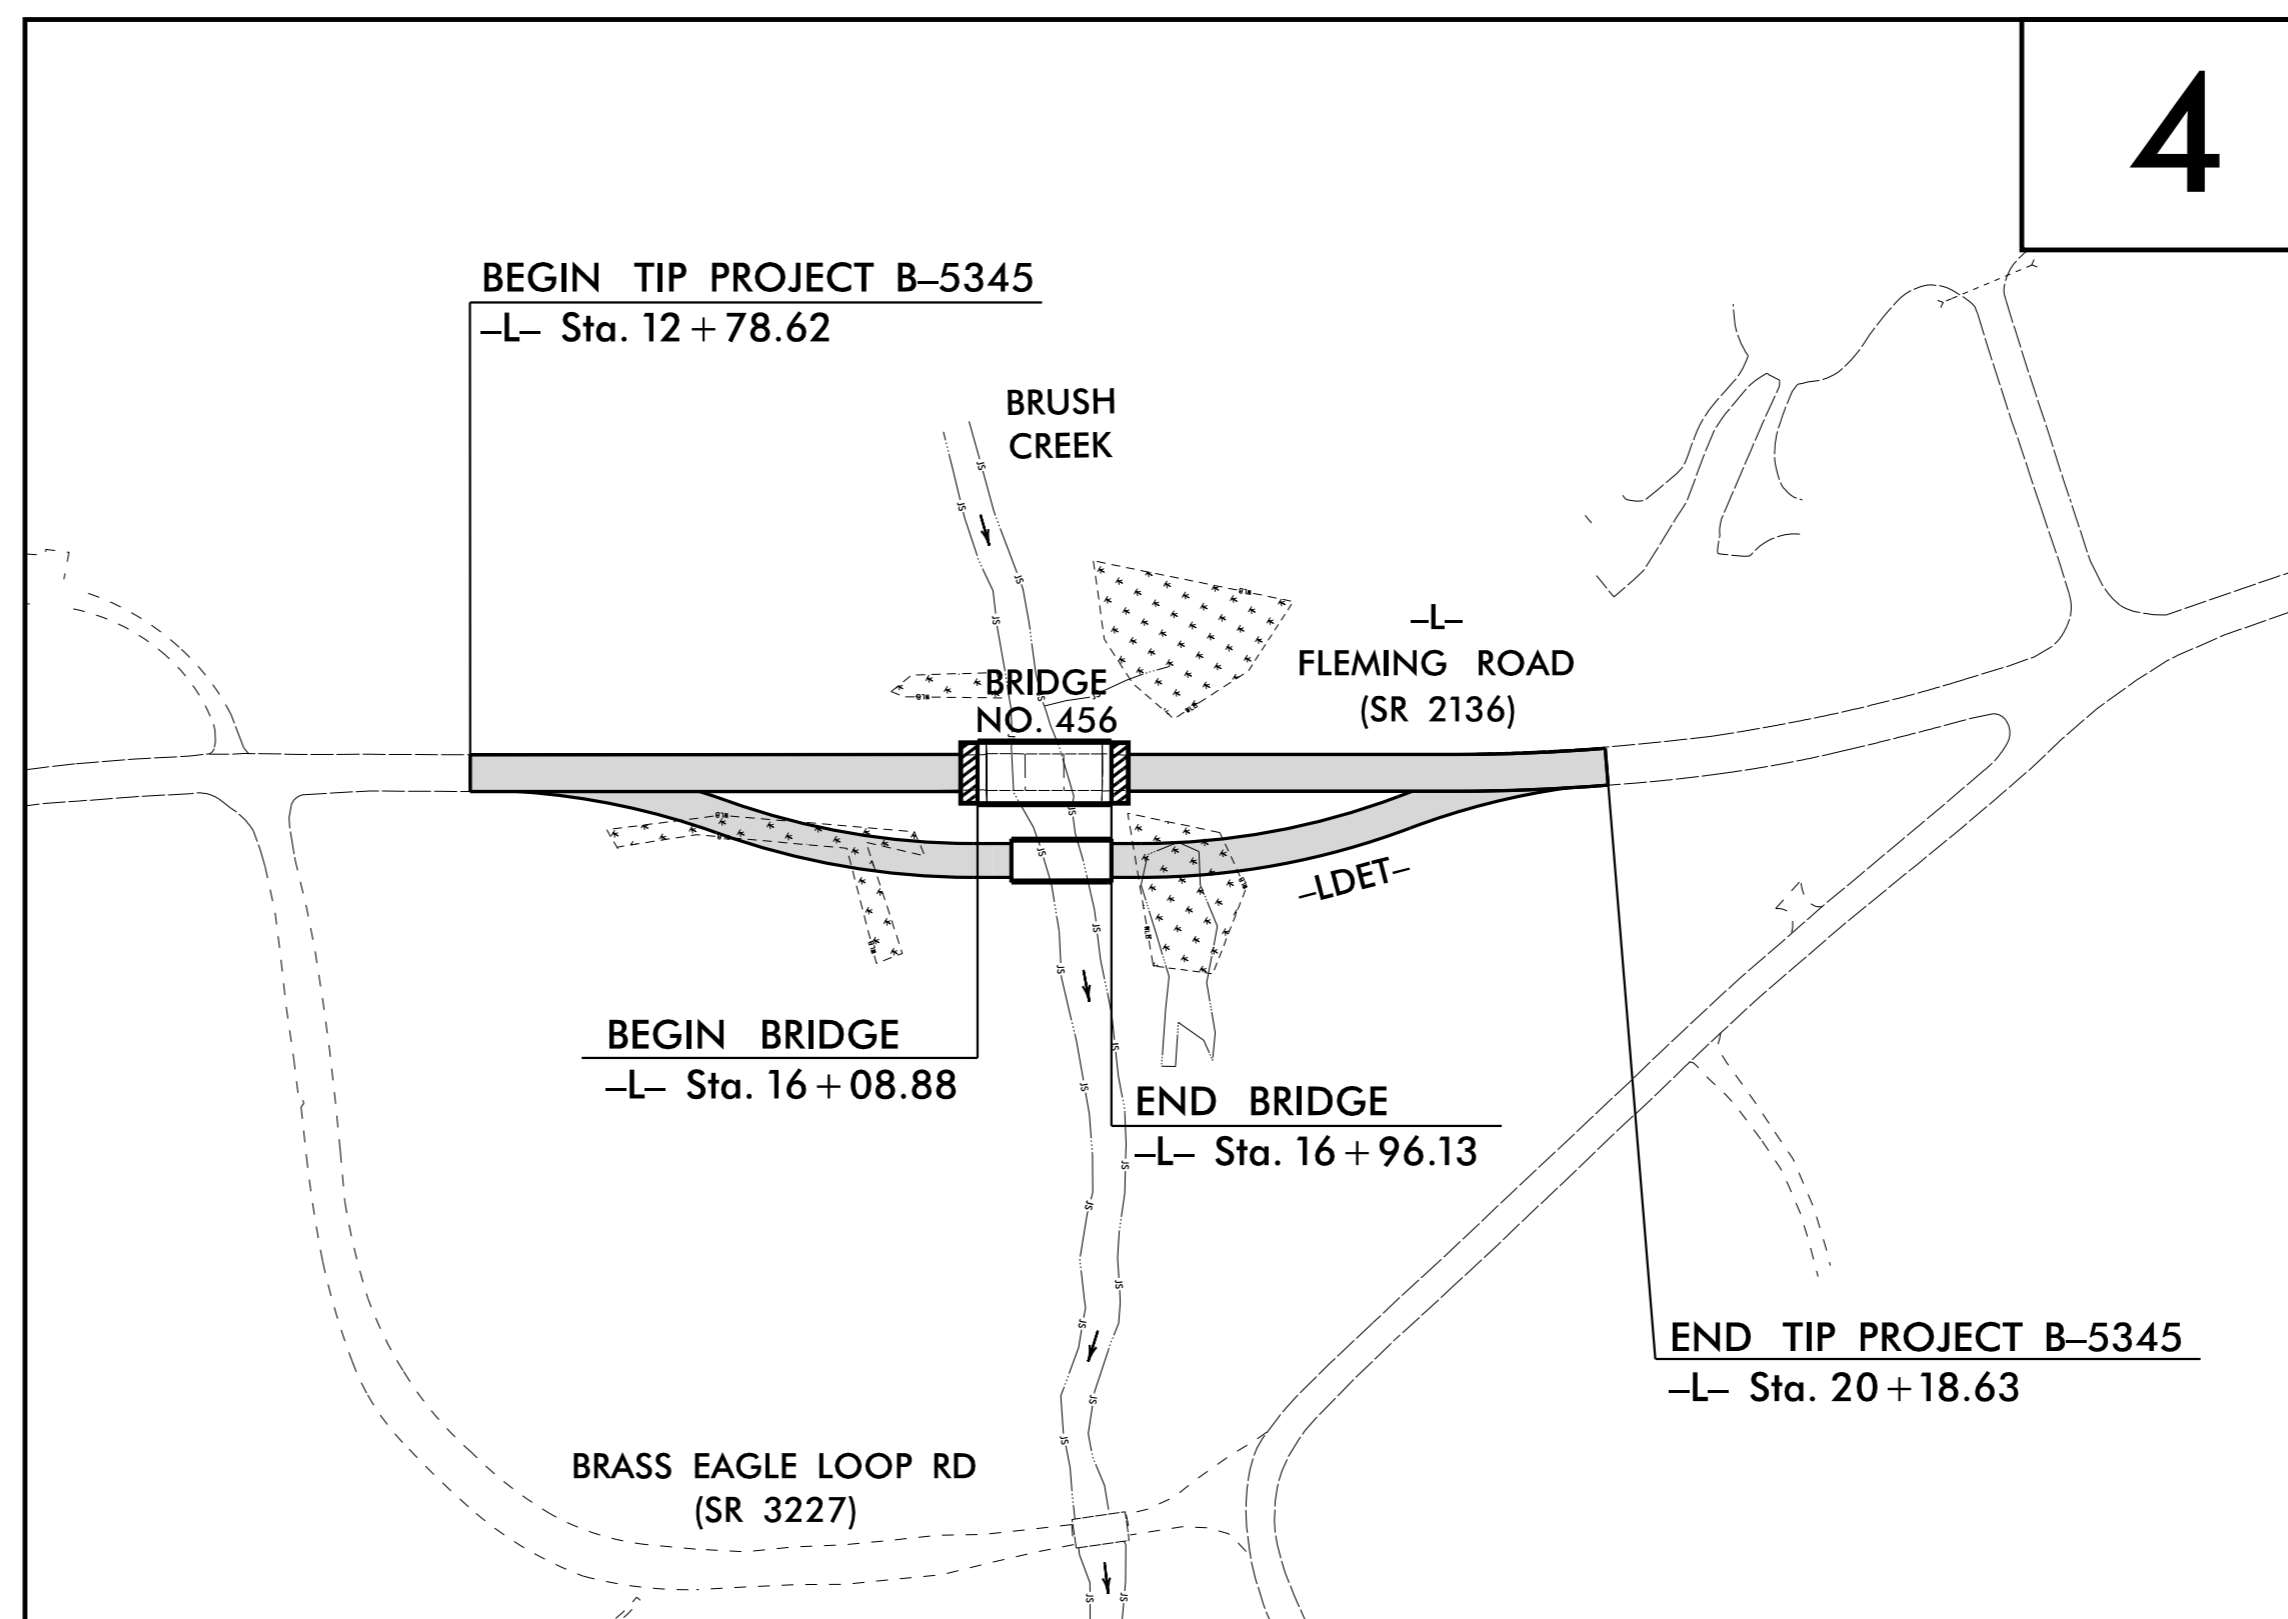 4
BEGIN TIP PROJECT B–5345
–L– Sta. 12+78.62
BRUSH
CREEK
–L–
FLEMING ROAD
(SR 2136)
BRIDGE
NO. 456
–LDET–
BEGIN BRIDGE
–L– Sta. 16+08.88
END BRIDGE
–L– Sta. 16+96.13
END TIP PROJECT B–5345
–L– Sta. 20+18.63
BRASS EAGLE LOOP RD
(SR 3227)